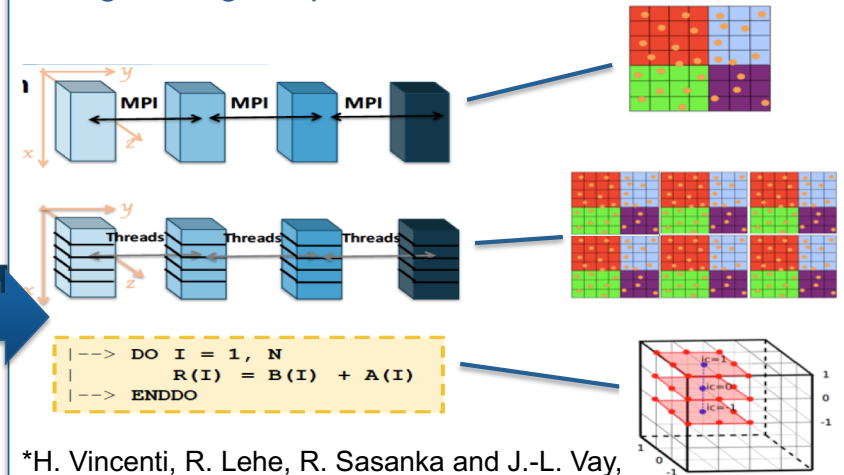 y
MPI MPI MPI
z
x
y
Threads Threads Threads
z
x
|--> DO I = 1, N
| R(I) = B(I) + A(I)
|--> ENDDO
ic=1
ic=0
ic=-1
1
0
-1
1
0
-1
*H. Vincenti, R. Lehe, R. Sasanka and J.-L. Vay,